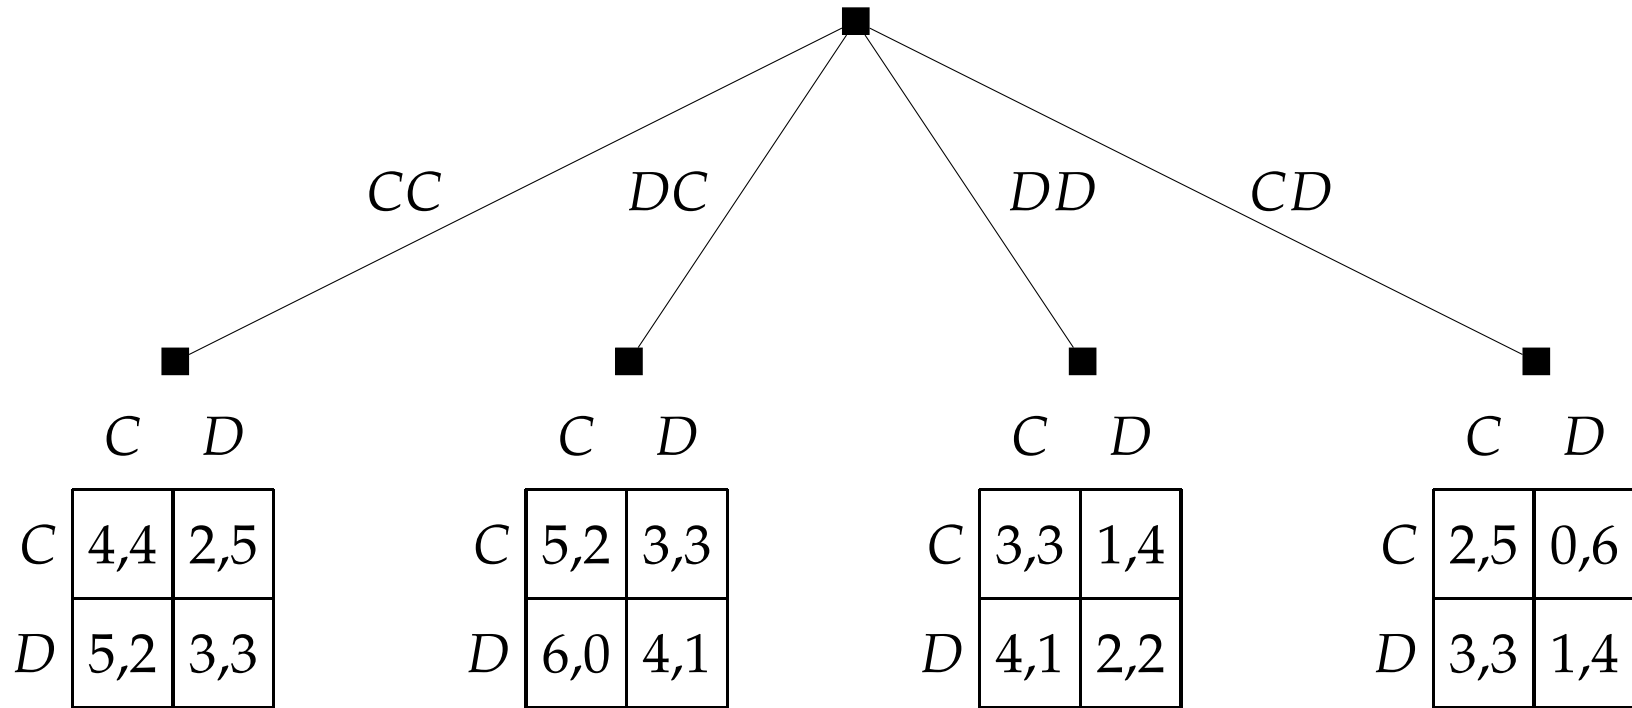 CC DC DD CD
C D C D C D C D
C 4,4 2,5 C 5,2 3,3 C 3,3 1,4 C 2,5 0,6
D 5,2 3,3 D 6,0 4,1 D 4,1 2,2 D 3,3 1,4